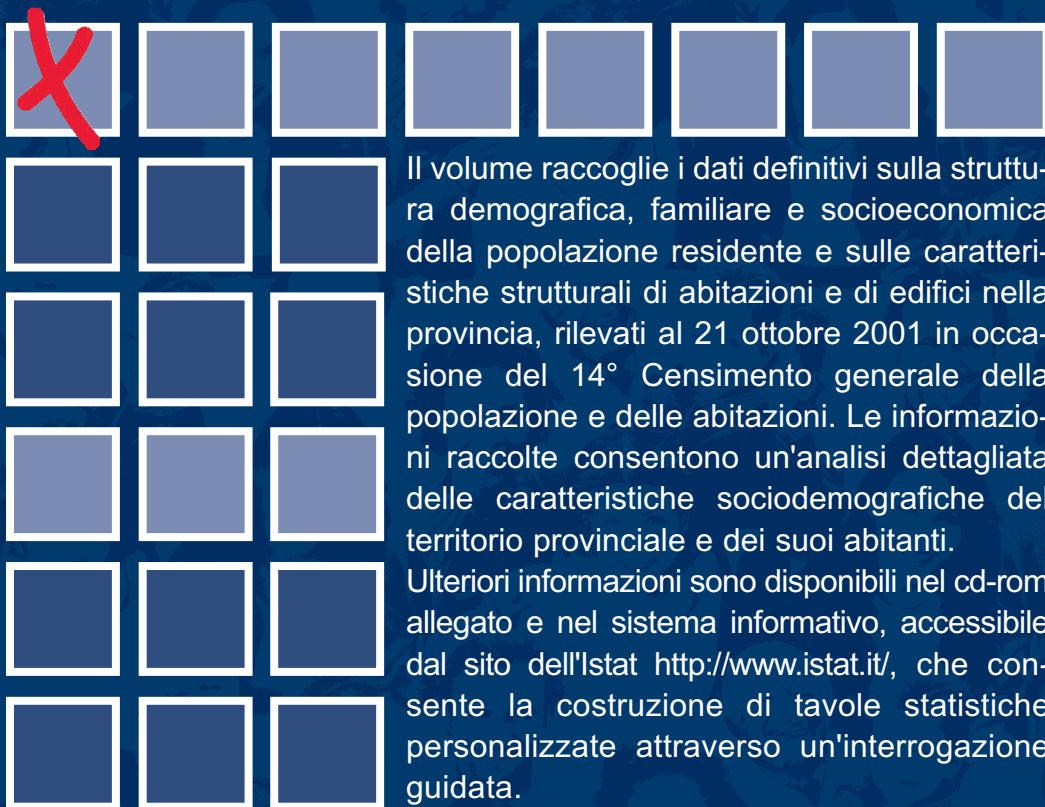 Il volume raccoglie i dati definitivi sulla struttu-
ra demografica, familiare e socioeconomica
della popolazione residente e sulle caratteri-
stiche strutturali di abitazioni e di edifici nella
provincia, rilevati al 21 ottobre 2001 in occa-
sione del 14° Censimento generale della
popolazione e delle abitazioni. Le informazio-
ni raccolte consentono un'analisi dettagliata
delle caratteristiche sociodemografiche del
territorio provinciale e dei suoi abitanti.
Ulteriori informazioni sono disponibili nel cd-rom
allegato e nel sistema informativo, accessibile
dal sito dell'Istat http://www.istat.it/, che con-
sente la costruzione di tavole statistiche
personalizzate attraverso un'interrogazione
guidata.